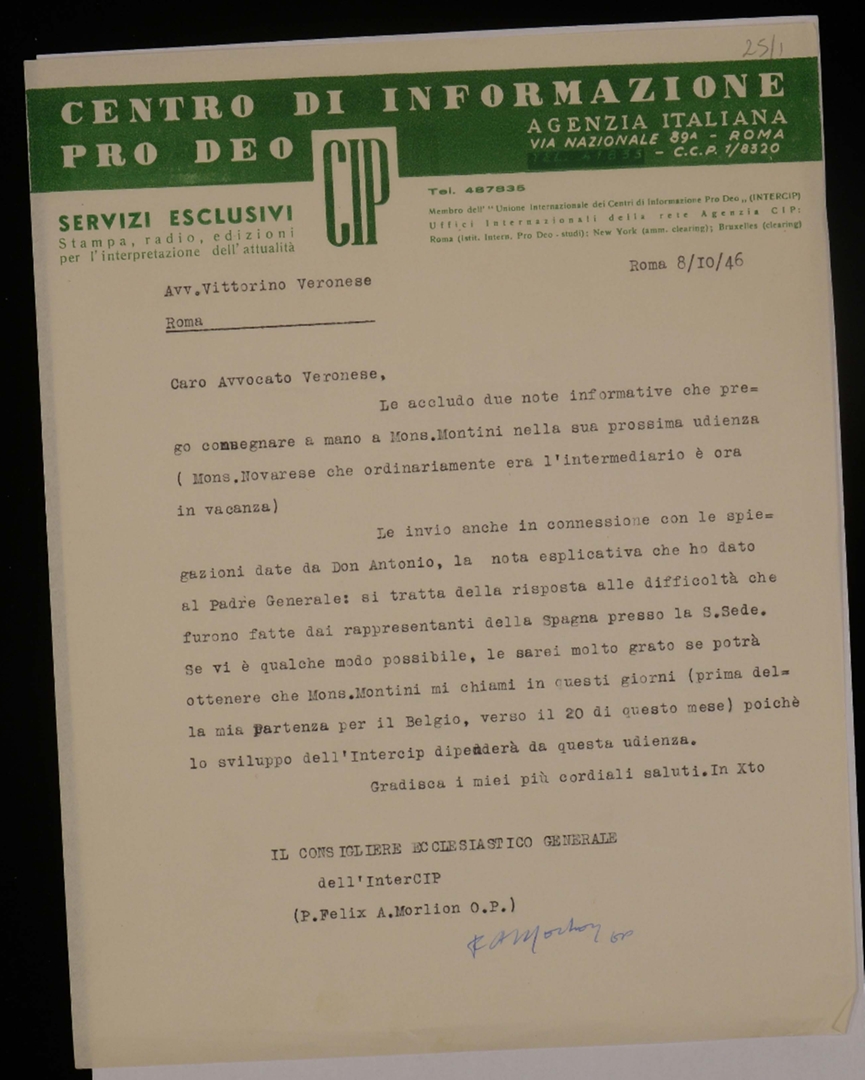 25/1
CENTRO DI INFORMAZIONE
PRO DEO
CIP
AGENZIA ITALIANA
VIA NAZIONALE 89A - ROMA
TEL. 41833 - C.C.P. 1/8320
SERVIZI ESCLUSIVI
Stampa, radio, edizioni
per l'interpretazione dell'attualità
Tel. 487835
Membro dell' "Unione Internazionale dei Centri di Informazione Pro Deo„ (INTERCIP)
Uffici Internazionali della rete Agenzia CIP:
Roma (istit. Intern. Pro Deo - studi); New York (amm. clearing); Bruxelles (clearing)
Roma 8/I0/46
Avv.Vittorino Veronese
Roma
Caro Avvocato Veronese,
Le accludo due note informative che pre=
go consegnare a mano a Mons.Montini nella sua prossima udienza
( Mons.Novarese che ordinariamente era l'intermediario è ora
in vacanza)
Le invio anche in connessione con le spie=
gazioni date da Don Antonio, la nota esplicativa che ho dato
al Padre Generale: si tratta della risposta alle difficoltà che
furono fatte dai rappresentanti della Spagna presso la S.Sede.
Se vi è qualche modo possibile, le sarei molto grato se potrà
ottenere che Mons.Montini mi chiami in questi giorni (prima del=
la mia partenza per il Belgio, verso il 20 di questo mese) poichè
lo sviluppo dell'Intercip dipenderà da questa udienza.
Gradisca i miei più cordiali saluti.In Xto
IL CONSIGLIERE ECCLESIASTICO GENERALE
dell'InterCIP
(P.Felix A.Morlion O.P.)
FAMorlion OP